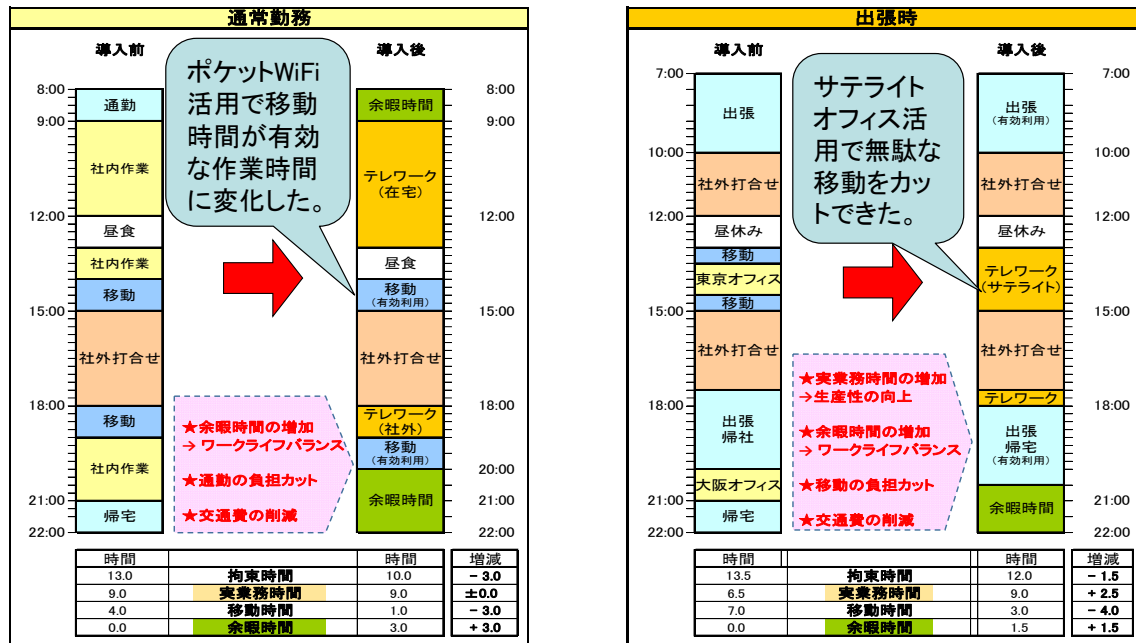 通常勤務
導入前
導入後
ポケットWiFi
活用で移動
時間が有効
な作業時間
に変化した。
8:00
9:00
12:00
15:00
18:00
21:00
22:00
通勤
社内作業
昼食
社内作業
移動
社外打合せ
移動
社内作業
帰宅
余暇時間
テレワーク
(在宅)
昼食
移動
(有効利用)
社外打合せ
テレワーク
(社外)
移動
(有効利用)
余暇時間
8:00
9:00
12:00
15:00
18:00
20:00
21:00
22:00
★余暇時間の増加
→ ワークライフバランス
★通勤の負担カット
★交通費の削減
時間 時間 増減
13.0 拘束時間 10.0 -3.0
9.0 実業務時間 9.0 ±0.0
4.0 移動時間 1.0 -3.0
0.0 余暇時間 3.0 +3.0
出張時
導入前
導入後
サテライト
オフィス活
用で無駄な
移動をカッ
トできた。
7:00
10:00
12:00
15:00
18:00
21:00
22:00
出張
社外打合せ
昼休み
移動
東京オフィス
移動
社外打合せ
出張
帰社
大阪オフィス
帰宅
出張
(有効利用)
社外打合せ
昼休み
テレワーク
(サテライト)
社外打合せ
テレワーク
出張
帰宅
(有効利用)
余暇時間
7:00
10:00
12:00
15:00
18:00
21:00
22:00
★実業務時間の増加
→生産性の向上
★余暇時間の増加
→ ワークライフバランス
★移動の負担カット
★交通費の削減
時間 時間 増減
13.5 拘束時間 12.0 -1.5
6.5 実業務時間 9.0 +2.5
7.0 移動時間 3.0 -4.0
0.0 余暇時間 1.5 +1.5